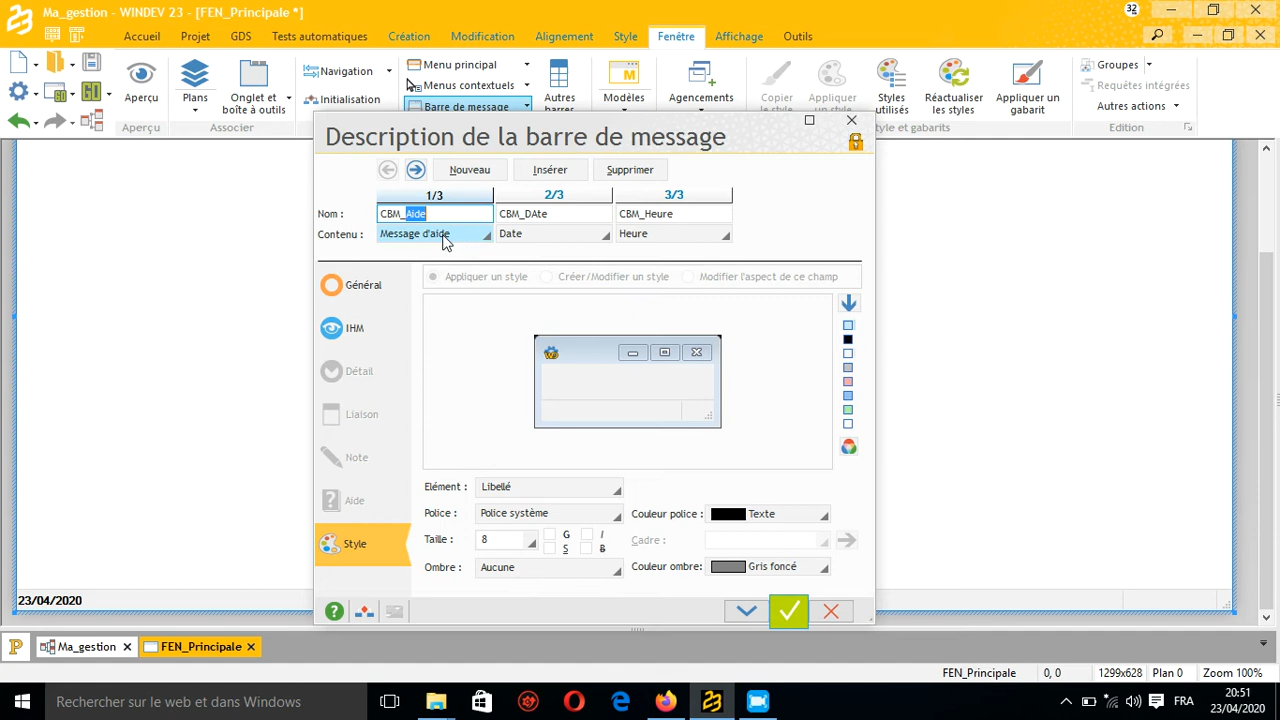 Ma_gestion - WINDEV 23 - [FEN_Principale *]
32
Accueil Projet GDS Tests automatiques Création Modification Alignement Style Fenêtre Affichage Outils
Navigation
Menu principal
Groupes
Menus contextuels
Requêtes intégrées
Initialisation
Barre de message
Autres actions
Aperçu Plans Onglet et boîte à outils Autres barres Modèles Agencements Copier le style Appliquer un style Styles utilisés Réactualiser les styles Appliquer un gabarit
Aperçu Associer yle et gabarits Edition
Description de la barre de message
Nouveau Insérer Supprimer
1/3 2/3 3/3
Nom : CBM_Aide CBM_DAte CBM_Heure
Contenu : Message d'aide Date Heure
Général
IHM
Détail
Liaison
Note
Aide
Style
Appliquer un style Créer/Modifier un style Modifier l'aspect de ce champ
Elément : Libellé
Police : Police système Couleur police : Texte
Taille : 8 G I Cadre :
S B
Ombre : Aucune Couleur ombre : Gris foncé
23/04/2020
Ma_gestion FEN_Principale
FEN_Principale 0, 0 1299x628 Plan 0 Zoom 100%
Rechercher sur le web et dans Windows
FRA
20:51
23/04/2020